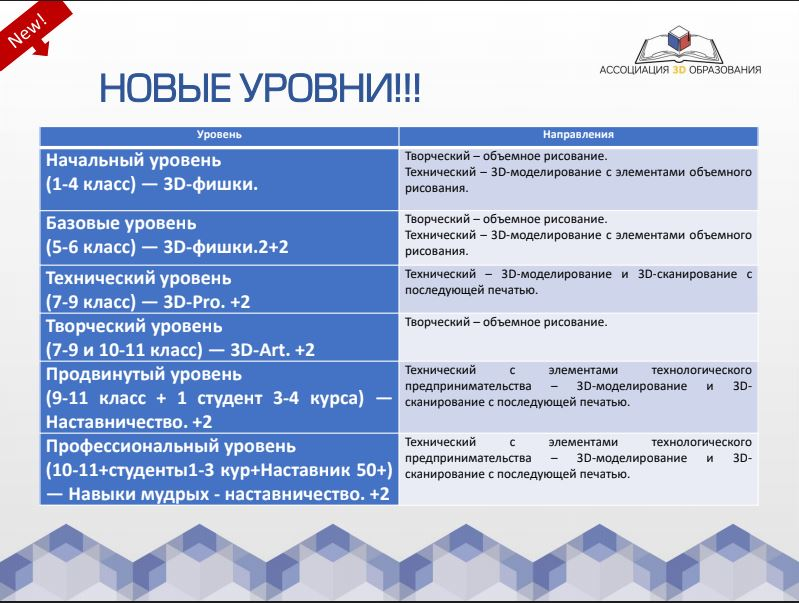 New!
АССОЦИАЦИЯ 3D ОБРАЗОВАНИЯ
НОВЫЕ УРОВНИ!!!
Уровень
Направления
Начальный уровень
(1-4 класс) — 3D-фишки.
Творческий – объемное рисование.
Технический – 3D-моделирование с элементами объемного
рисования.
Базовые уровень
(5-6 класс) — 3D-фишки.2+2
Творческий – объемное рисование.
Технический – 3D-моделирование с элементами объемного
рисования.
Технический уровень
(7-9 класс) — 3D-Pro. +2
Технический – 3D-моделирование и 3D-сканирование с
последующей печатью.
Творческий уровень
(7-9 и 10-11 класс) — 3D-Art. +2
Творческий – объемное рисование.
Продвинутый уровень
(9-11 класс + 1 студент 3-4 курса) —
Наставничество. +2
Технический с элементами технологического
предпринимательства – 3D-моделирование и 3D-
сканирование с последующей печатью.
Профессиональный уровень
(10-11+студенты1-3 кур+Наставник 50+)
— Навыки мудрых - наставничество. +2
Технический с элементами технологического
предпринимательства – 3D-моделирование и 3D-
сканирование с последующей печатью.